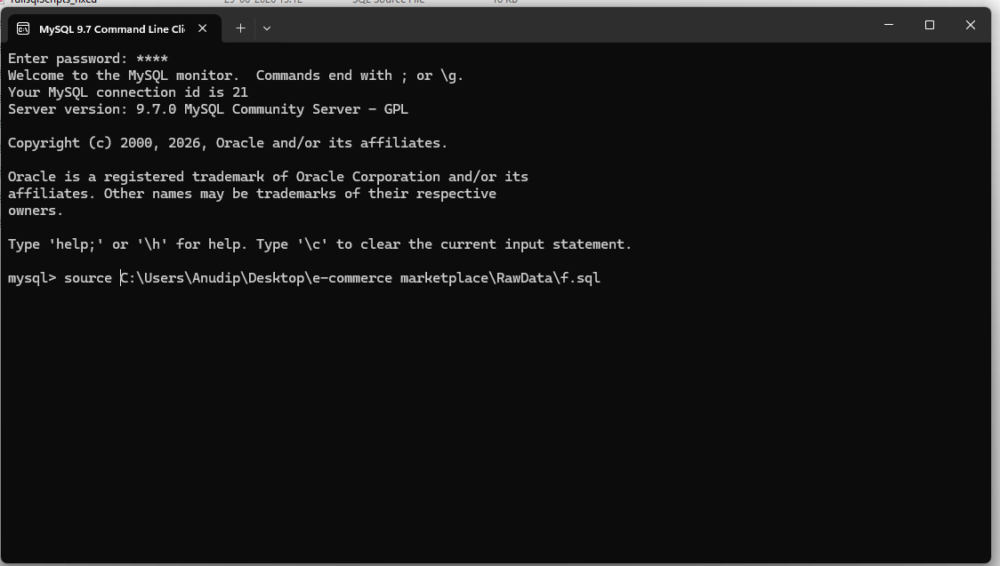 MySQL 9.7 Command Line Cli
Enter password: ****
Welcome to the MySQL monitor.  Commands end with ; or \g.
Your MySQL connection id is 21
Server version: 9.7.0 MySQL Community Server - GPL
Copyright (c) 2000, 2026, Oracle and/or its affiliates.
Oracle is a registered trademark of Oracle Corporation and/or its
affiliates. Other names may be trademarks of their respective
owners.
Type 'help;' or '\h' for help. Type '\c' to clear the current input statement.
mysql> source C:\Users\Anudip\Desktop\e-commerce marketplace\RawData\f.sql